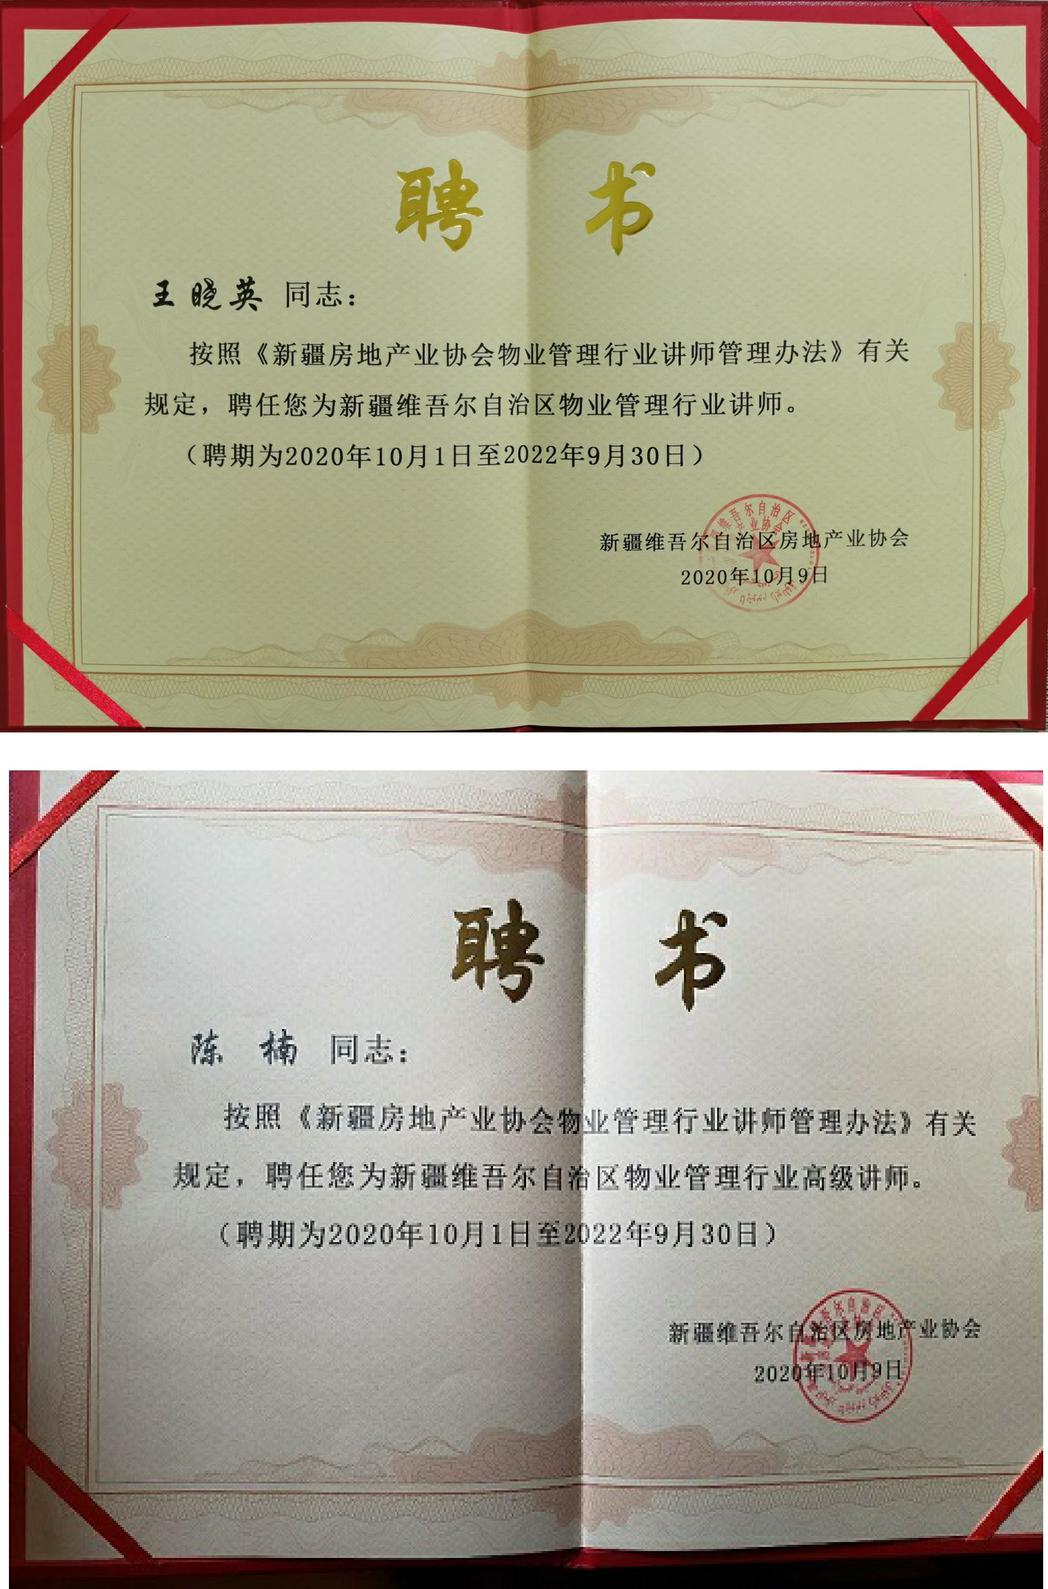 聘 书
王晓英 同志：
按照《新疆房地产业协会物业管理行业讲师管理办法》有关
规定，聘任您为新疆维吾尔自治区物业管理行业讲师。
（聘期为2020年10月1日至2022年9月30日）
新疆维吾尔自治区房地产业协会
2020年10月9日
聘 书
陈 楠 同志：
按照《新疆房地产业协会物业管理行业讲师管理办法》有关
规定，聘任您为新疆维吾尔自治区物业管理行业高级讲师。
（聘期为2020年10月1日至2022年9月30日）
新疆维吾尔自治区房地产业协会
2020年10月9日